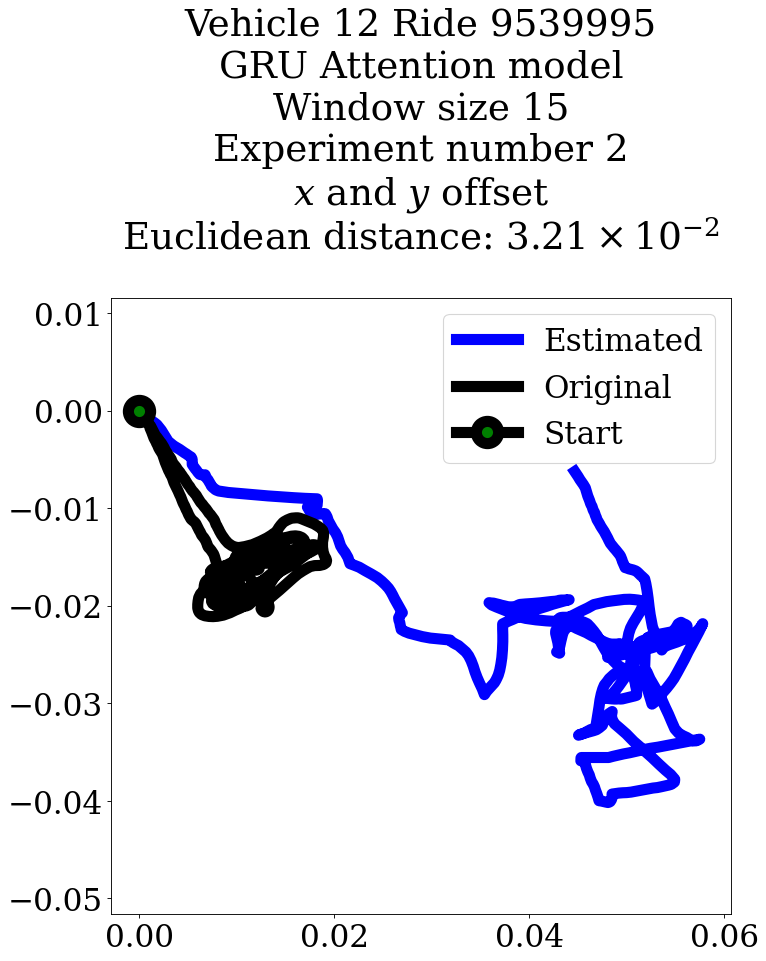 Vehicle 12 Ride 9539995
GRU Attention model
Window size 15
Experiment number 2
x and y offset
Euclidean distance: 3.21 × 10⁻²
Estimated
Original
Start
0.01
0.00
−0.01
−0.02
−0.03
−0.04
−0.05
0.00 0.02 0.04 0.06